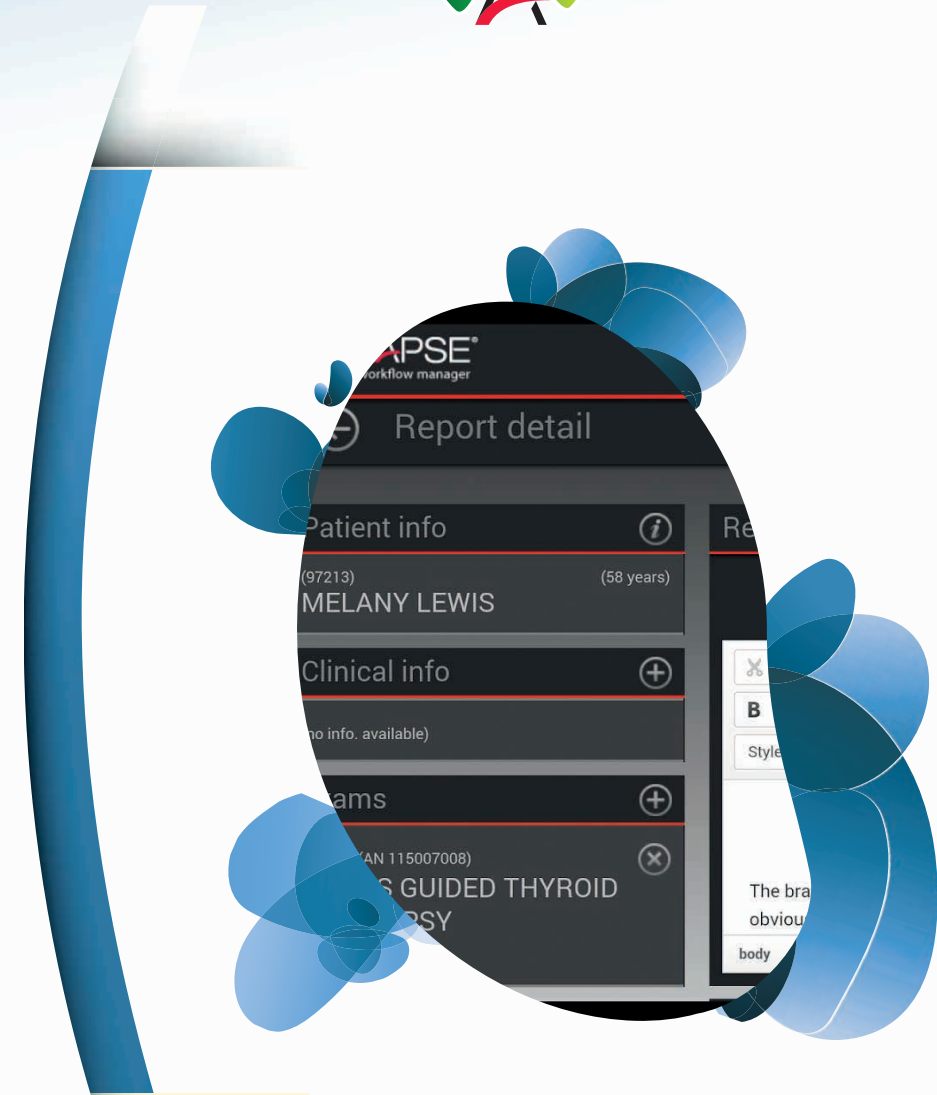 APSE®
workflow manager
Report detail
Patient info
(97213) (58 years)
MELANY LEWIS
Clinical info
no info. available)
ams
(AN 115007008)
S GUIDED THYROID
PSY
Re
B
Style
The bra
obviou
body